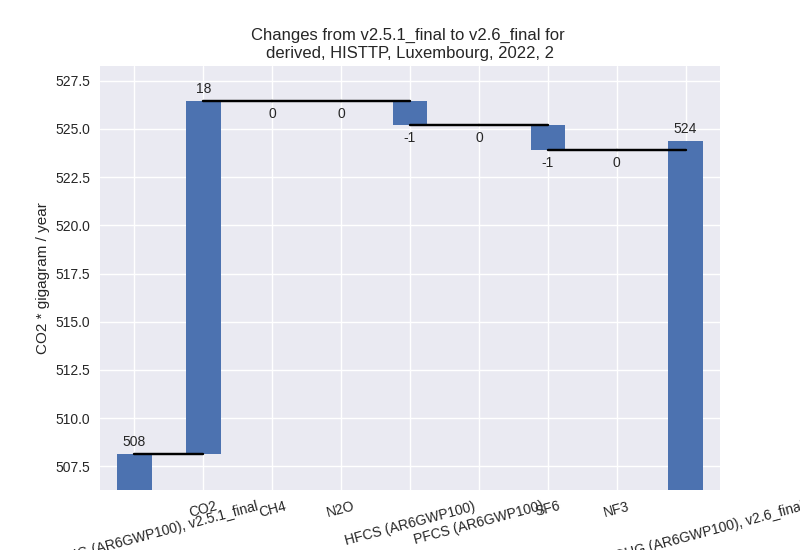 Changes from v2.5.1_final to v2.6_final for
derived, HISTTP, Luxembourg, 2022, 2
CO2 * gigagram / year
527.5
525.0
522.5
520.0
517.5
515.0
512.5
510.0
507.5
508
18
0
0
-1
0
-1
0
524
(AR6GWP100), v2.5.1_final
CO2
CH4
N2O
HFCS (AR6GWP100)
PFCS (AR6GWP100)
SF6
NF3
(AR6GWP100), v2.6_final